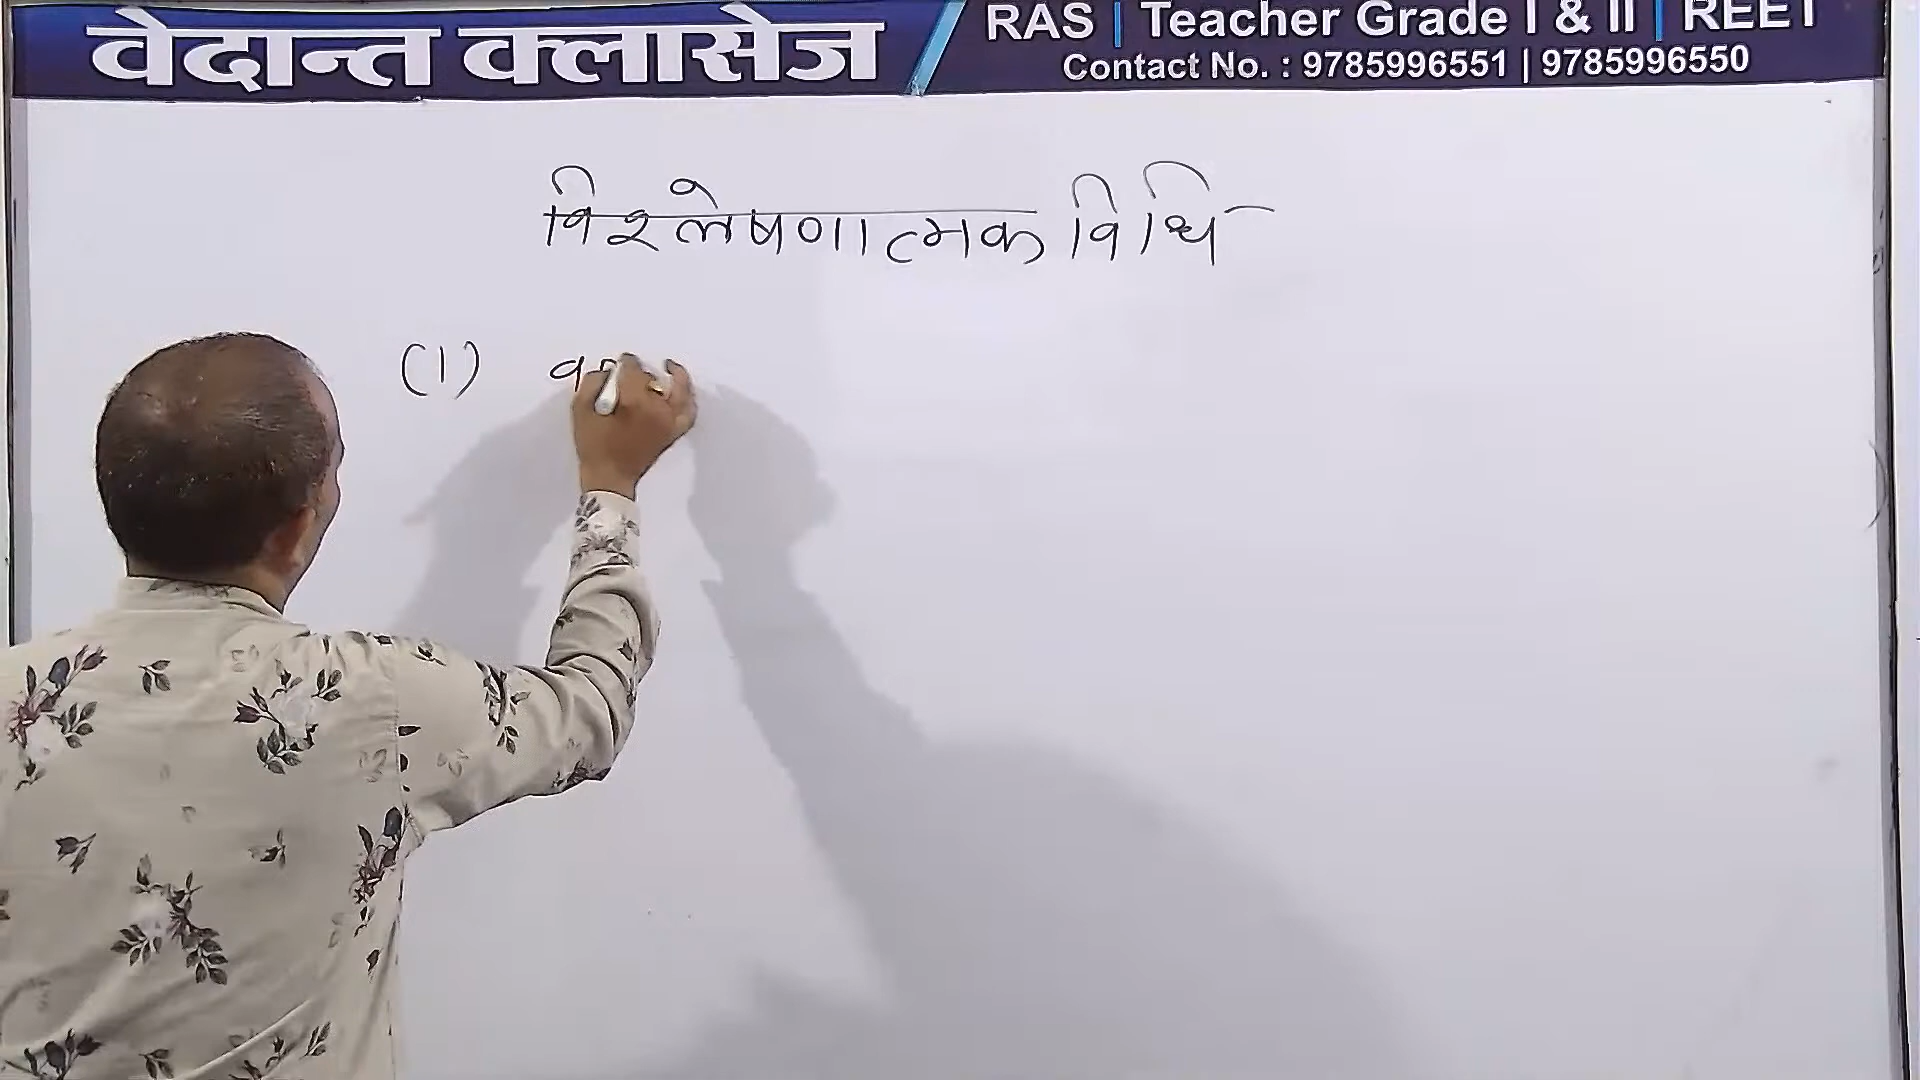 वेदान्त क्लासेज
RAS | Teacher Grade I & II | REET
Contact No. : 9785996551 | 9785996550
विश्लेषणात्मक विधि
(1)